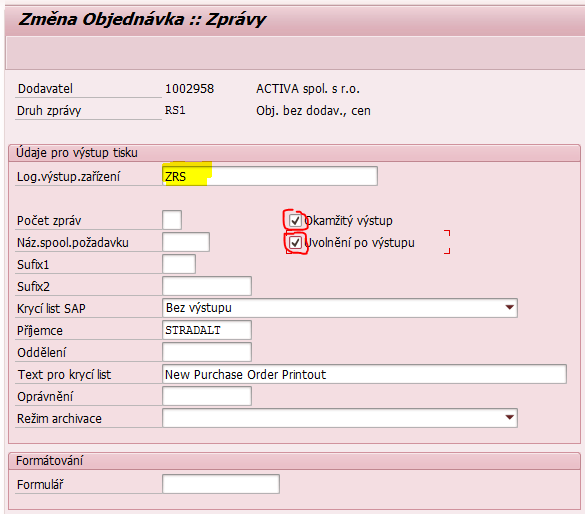 Změna Objednávka :: Zprávy
Dodavatel 1002958 ACTIVA spol. s r.o.
Druh zprávy RS1 Obj. bez dodav., cen
Údaje pro výstup tisku
Log.výstup.zařízení ZRS
Počet zpráv Okamžitý výstup
Náz.spool.požadavku Uvolnění po výstupu
Sufix1
Sufix2
Krycí list SAP Bez výstupu
Příjemce STRADALT
Oddělení
Text pro krycí list New Purchase Order Printout
Oprávnění
Režim archivace
Formátování
Formulář